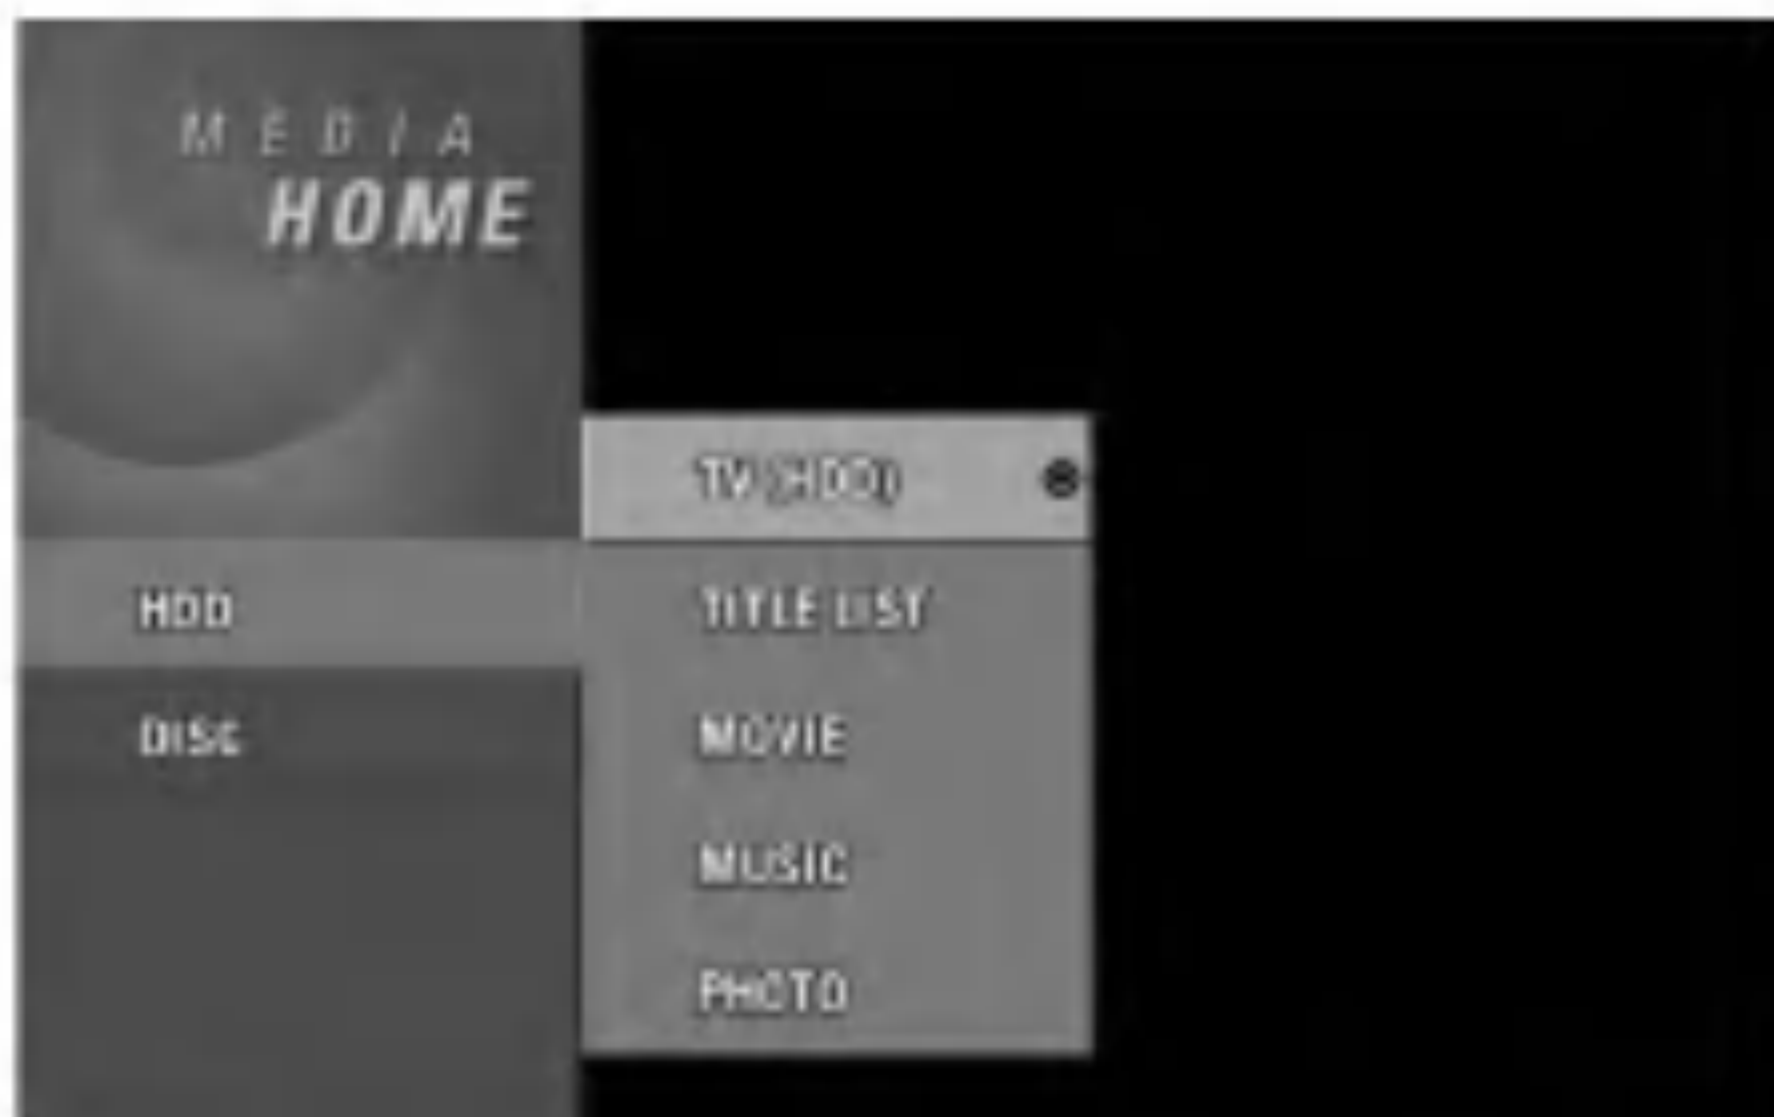 MEDIA
HOME
TV (HDD)
HDD
TITLE LIST
DISC
MOVIE
MUSIC
PHOTO